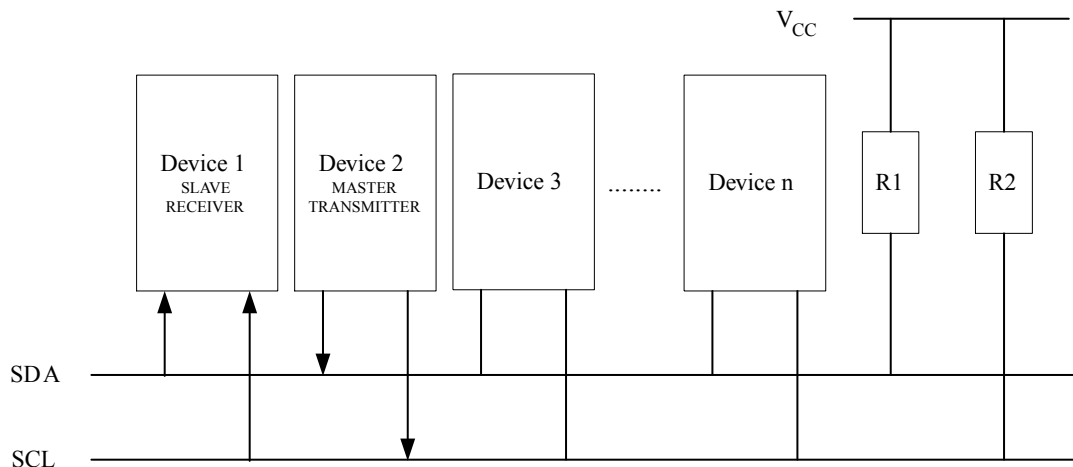 V_CC
Device 1
SLAVE
RECEIVER
Device 2
MASTER
TRANSMITTER
Device 3
........
Device n
R1
R2
SDA
SCL